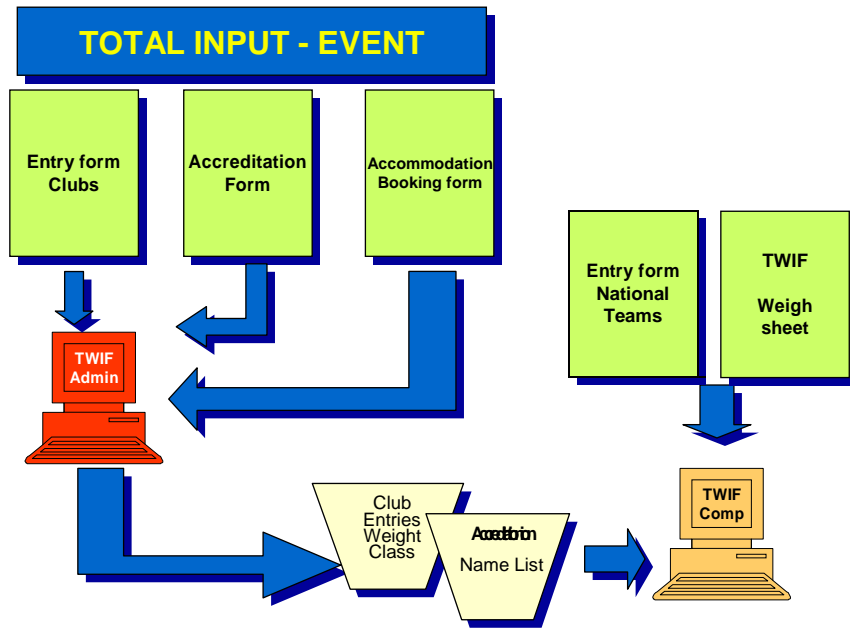 TOTAL INPUT - EVENT
Entry form
Clubs
Accreditation
Form
Accommodation
Booking form
Entry form
National
Teams
TWIF
Weigh
sheet
TWIF
Admin
TWIF
Comp
Club
Entries
Weight
Class
Name List